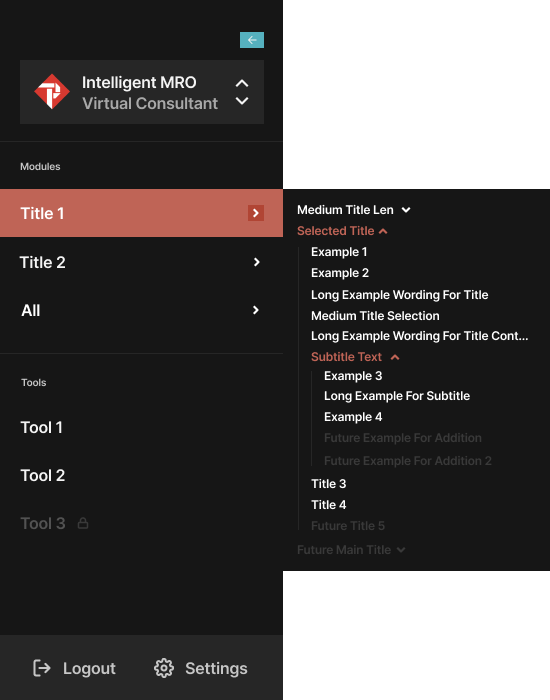 Intelligent MRO
Virtual Consultant
Modules
Title 1
Title 2
All
Tools
Tool 1
Tool 2
Tool 3
Logout
Settings
Medium Title Len
Selected Title
Example 1
Example 2
Long Example Wording For Title
Medium Title Selection
Long Example Wording For Title Cont...
Subtitle Text
Example 3
Long Example For Subtitle
Example 4
Future Example For Addition
Future Example For Addition 2
Title 3
Title 4
Future Title 5
Future Main Title